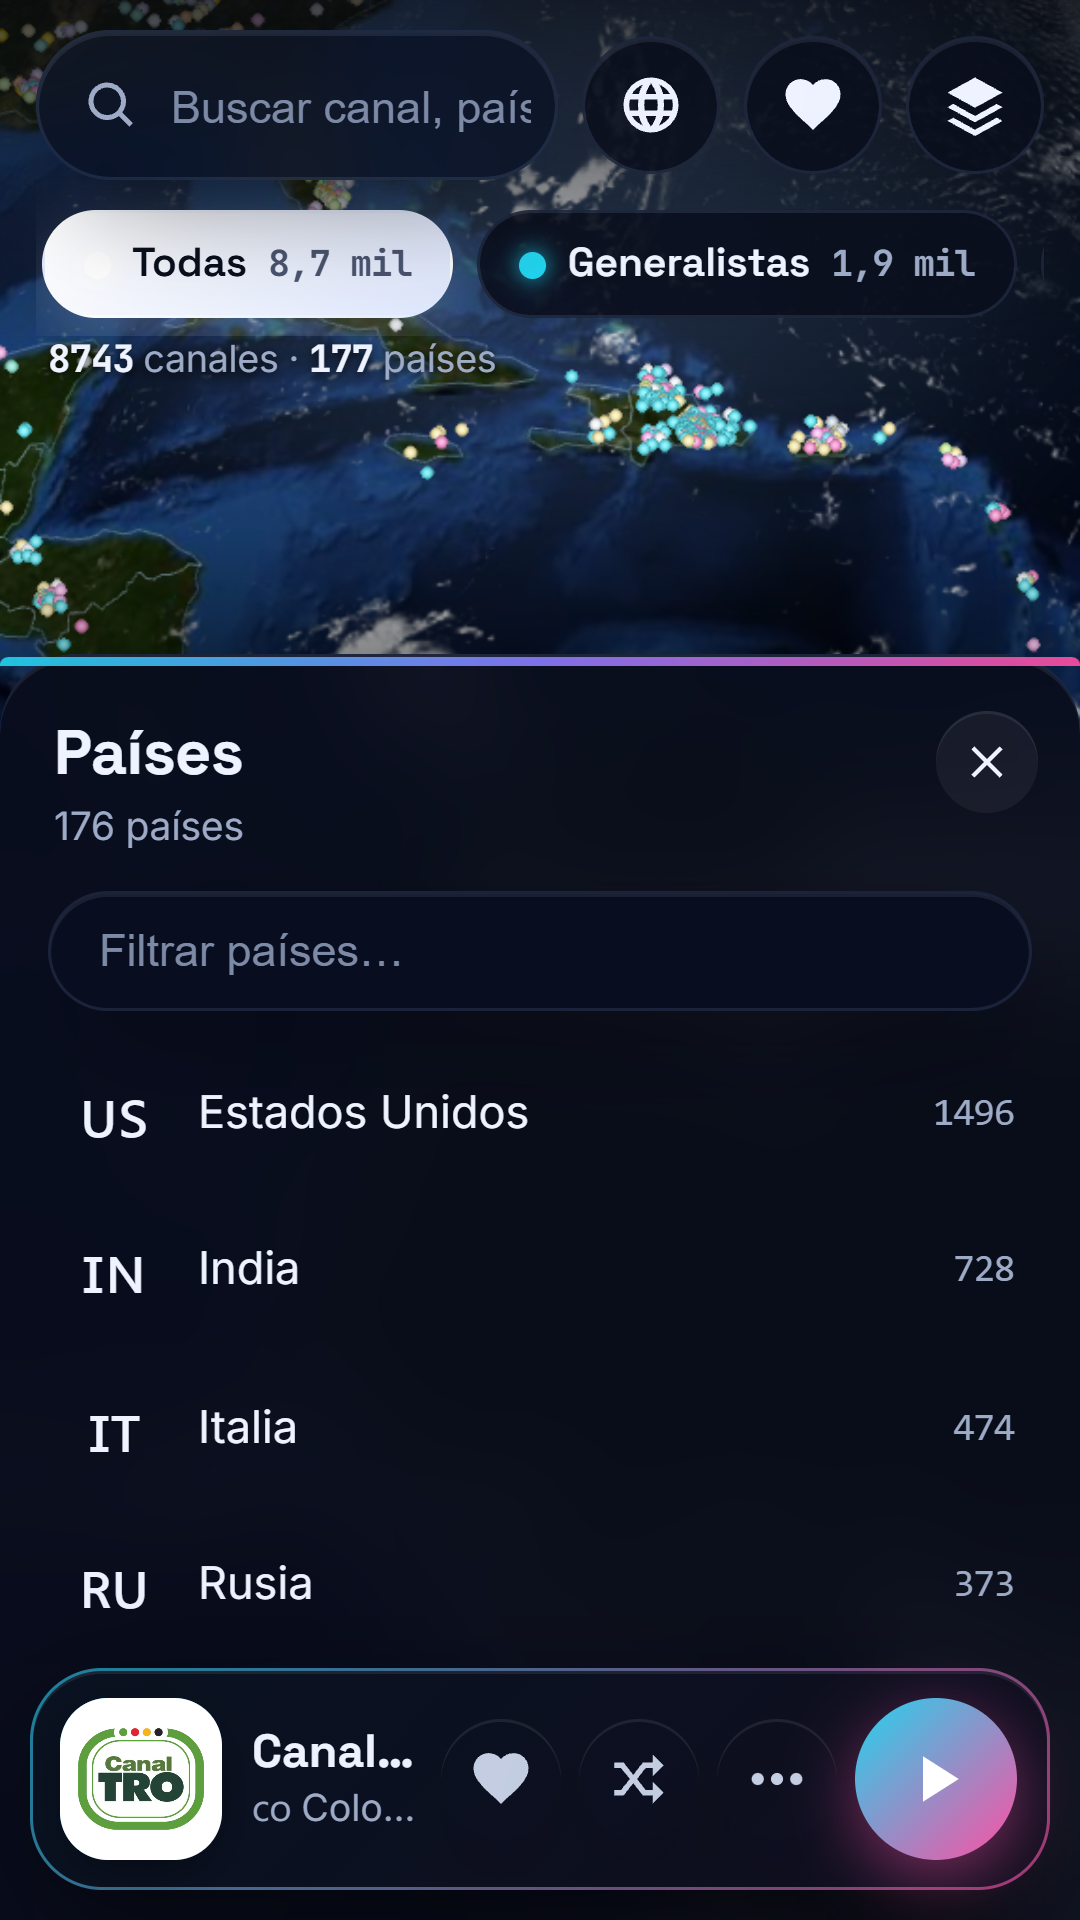 Buscar canal, país
Todas 8,7 mil
Generalistas 1,9 mil
8743 canales · 177 países
Países
176 países
Filtrar países...
US Estados Unidos 1496
IN India 728
IT Italia 474
RU Rusia 373
Canal TRO
Canal...
co Colo...